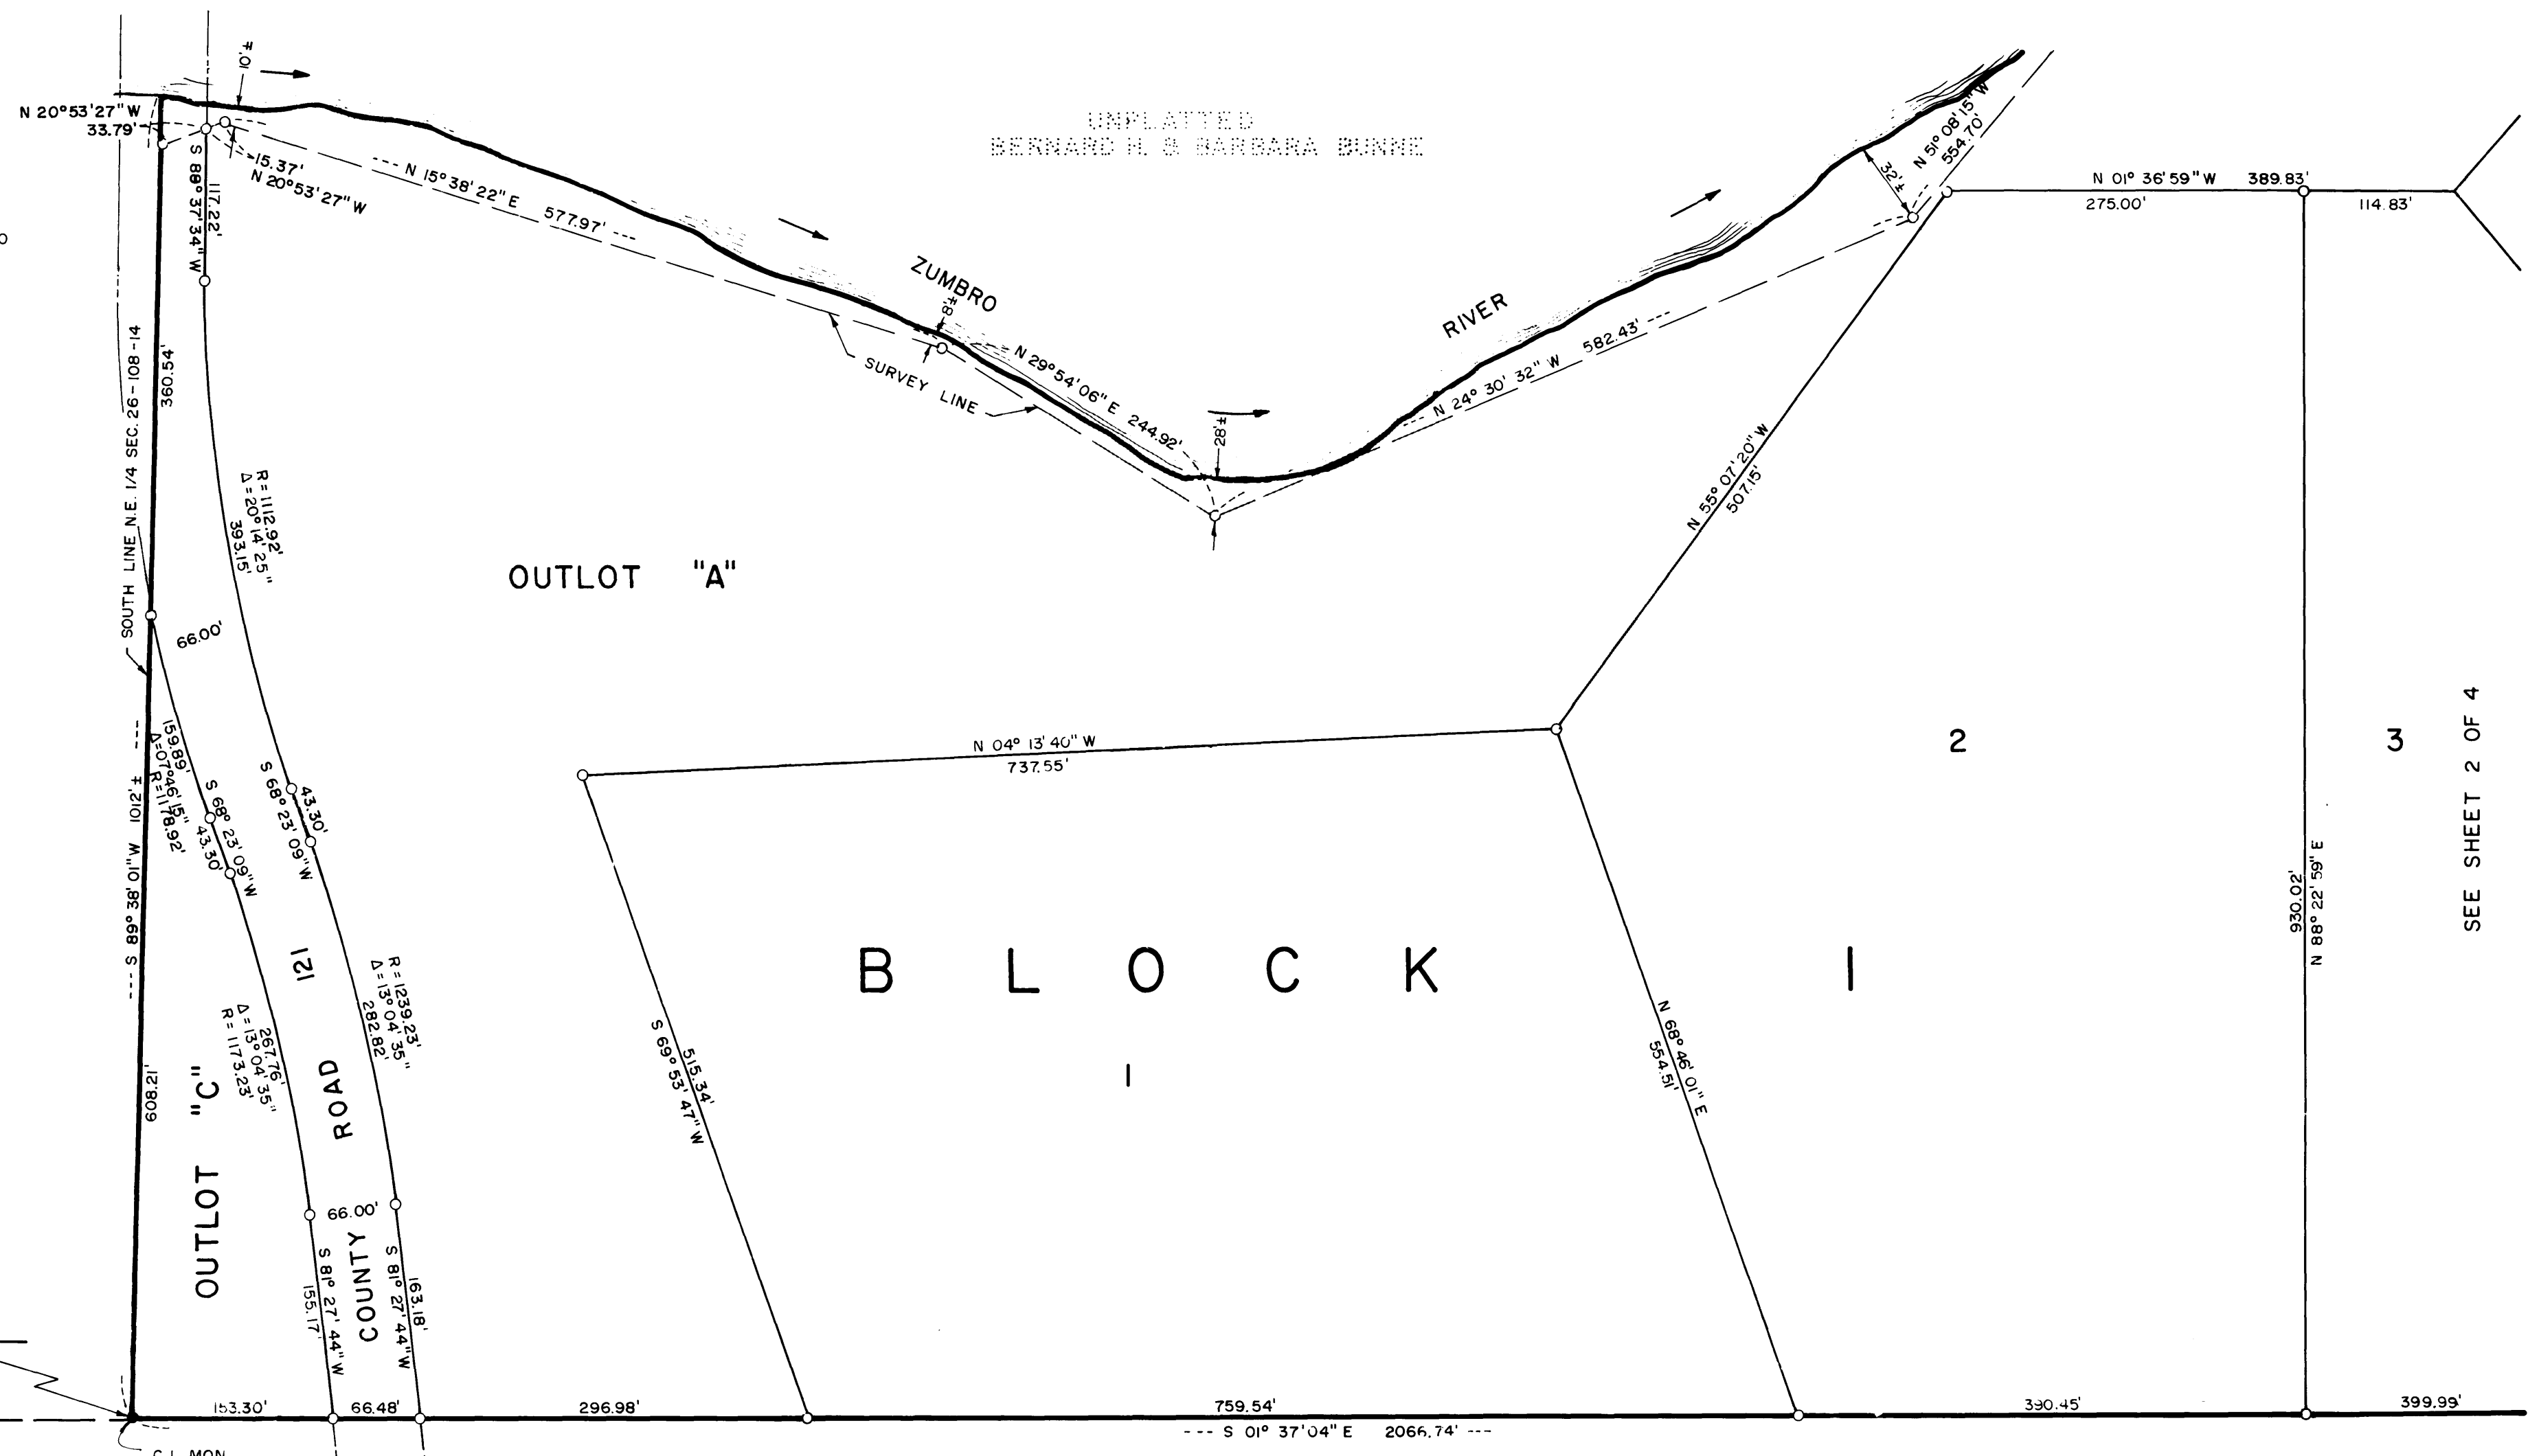 10'±
N 20°53'27" W
33.79'
15.37'
N 20°53'27" W
S 88°37'34" W
117.22'
--- N 15°38'22" E 577.97' ---
UNPLATTED
BERNARD H. & BARBARA DUNNE
ZUMBRO
RIVER
8'±
SURVEY LINE
N 29°54'06" E 244.92'
28'±
--- N 24° 30' 32" W 582.43' ---
32'±
N 51° 08' 15" W
554.70'
N 01° 36' 59" W 389.83'
275.00'
114.83'
N 55° 07' 20" W
507.15'
SOUTH LINE N.E. 1/4 SEC. 26-108-14
360.54'
R=1112.92'
Δ=20°14'25"
393.15'
66.00'
OUTLOT "A"
N 04° 13' 40" W
737.55'
2
3
SEE SHEET 2 OF 4
--- S 89° 38' 01" W 1012'± ---
159.89'
Δ=07°46'15"
R=1178.92'
S 68° 23' 09" W
43.30'
43.30'
S 68° 23' 09" W
930.02'
N 88° 22' 59" E
BLOCK 1
1
COUNTY ROAD 121
R=1239.23'
Δ=13°04'35"
282.82'
267.76'
Δ=13°04'35"
R=1173.23'
S 69° 53' 47" W
515.34'
N 68° 46' 01" E
554.51'
608.21'
OUTLOT "C"
66.00'
S 81° 27' 44" W
155.17'
S 81° 27' 44" W
163.18'
153.30'
66.48'
296.98'
759.54'
390.45'
399.99'
--- S 01° 37' 04" E 2066.74' ---
C.I. MON.